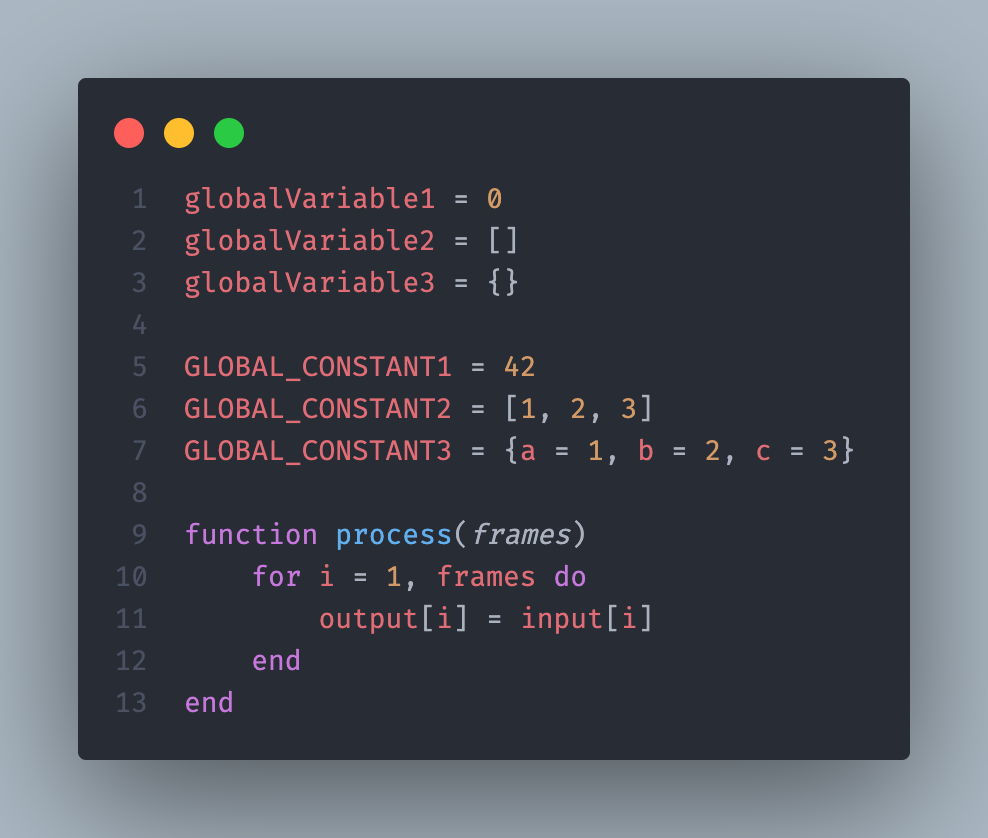 1 globalVariable1 = 0
2 globalVariable2 = []
3 globalVariable3 = {}
4
5 GLOBAL_CONSTANT1 = 42
6 GLOBAL_CONSTANT2 = [1, 2, 3]
7 GLOBAL_CONSTANT3 = {a = 1, b = 2, c = 3}
8
9 function process(frames)
10     for i = 1, frames do
11         output[i] = input[i]
12     end
13 end